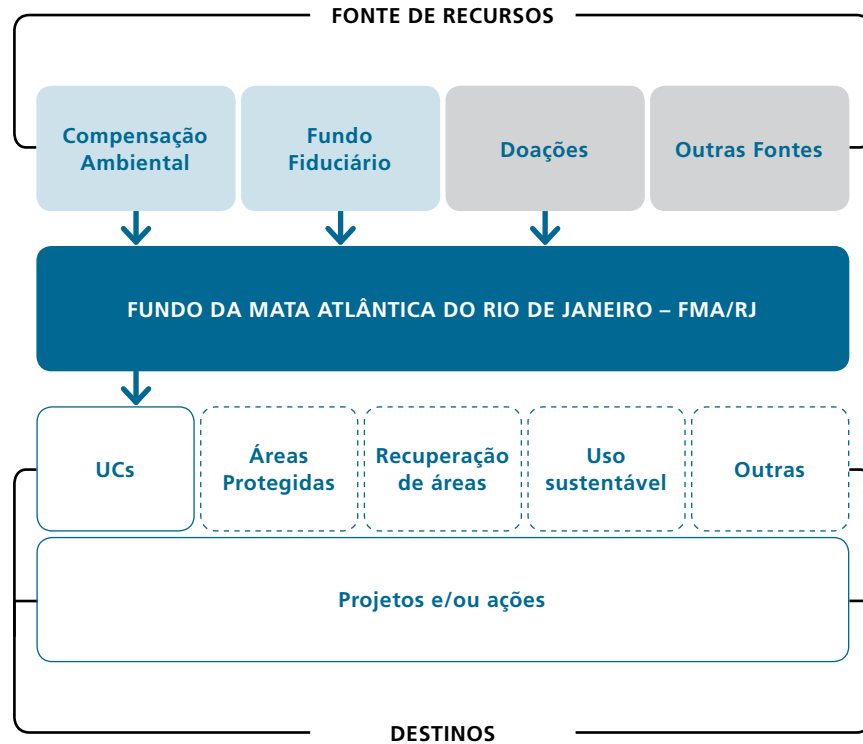 FONTE DE RECURSOS
Compensação
Ambiental
Fundo
Fiduciário
Doações
Outras Fontes
FUNDO DA MATA ATLÂNTICA DO RIO DE JANEIRO – FMA/RJ
UCs
Áreas
Protegidas
Recuperação
de áreas
Uso
sustentável
Outras
Projetos e/ou ações
DESTINOS